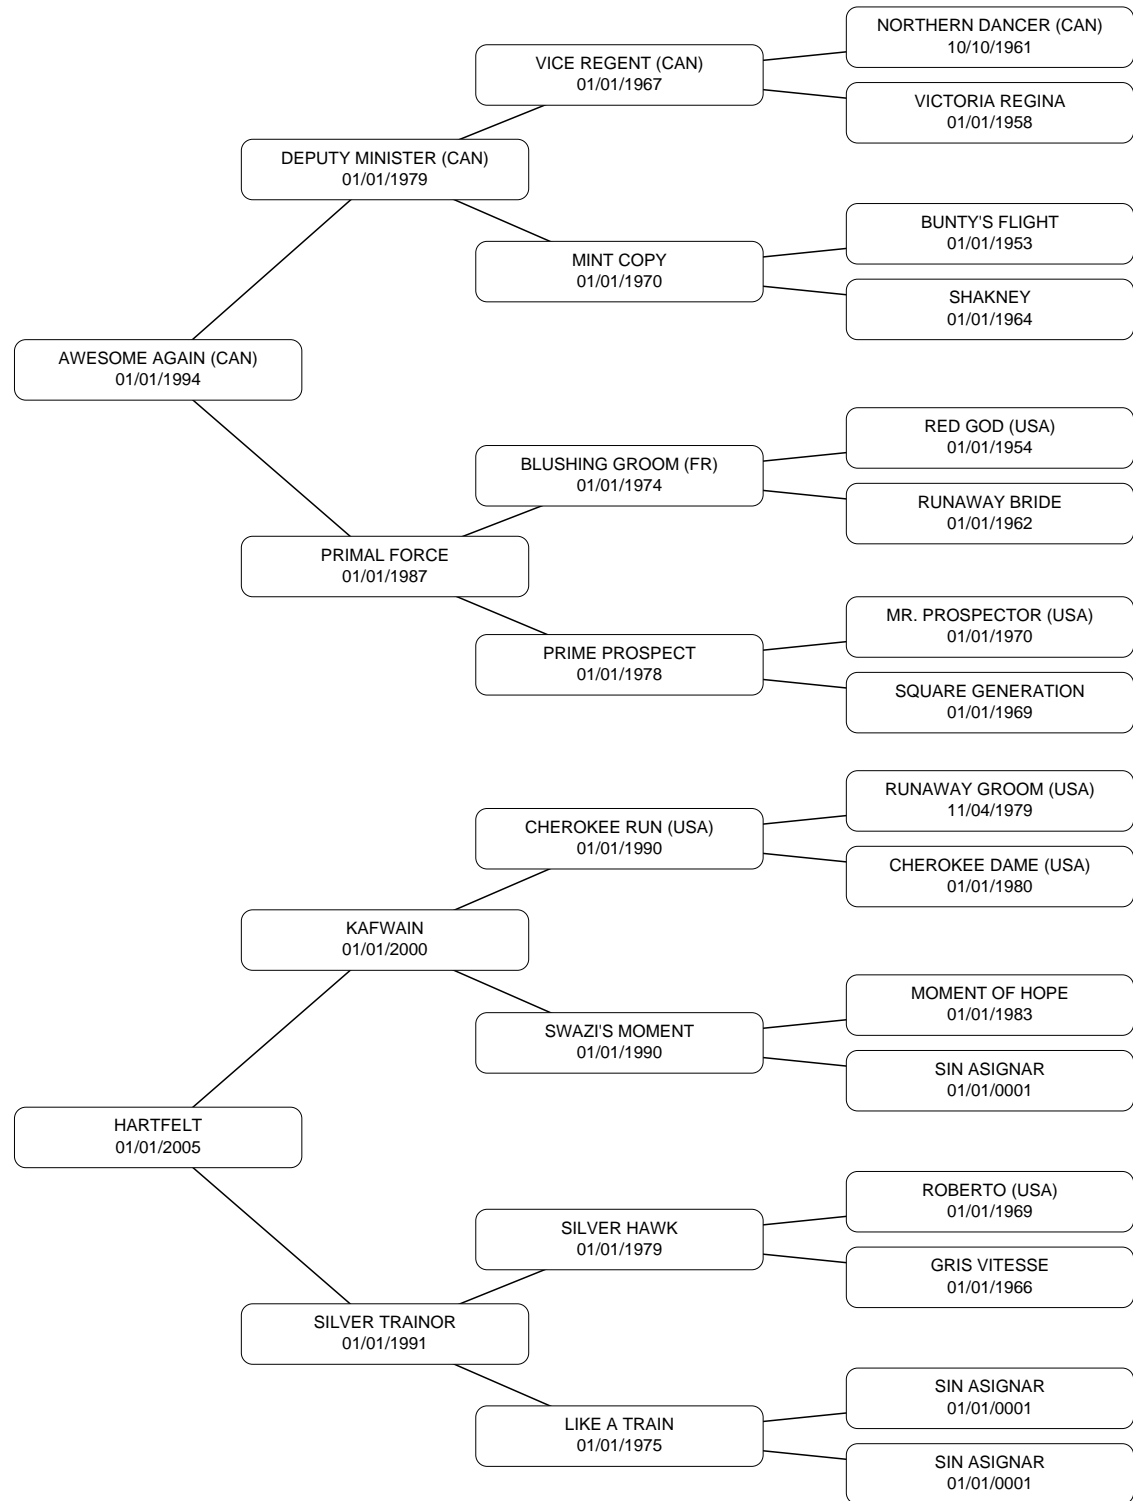 NORTHERN DANCER (CAN)
10/10/1961
VICE REGENT (CAN)
01/01/1967
VICTORIA REGINA
01/01/1958
DEPUTY MINISTER (CAN)
01/01/1979
BUNTY'S FLIGHT
01/01/1953
MINT COPY
01/01/1970
SHAKNEY
01/01/1964
AWESOME AGAIN (CAN)
01/01/1994
RED GOD (USA)
01/01/1954
BLUSHING GROOM (FR)
01/01/1974
RUNAWAY BRIDE
01/01/1962
PRIMAL FORCE
01/01/1987
MR. PROSPECTOR (USA)
01/01/1970
PRIME PROSPECT
01/01/1978
SQUARE GENERATION
01/01/1969
RUNAWAY GROOM (USA)
11/04/1979
CHEROKEE RUN (USA)
01/01/1990
CHEROKEE DAME (USA)
01/01/1980
KAFWAIN
01/01/2000
MOMENT OF HOPE
01/01/1983
SWAZI'S MOMENT
01/01/1990
SIN ASIGNAR
01/01/0001
HARTFELT
01/01/2005
ROBERTO (USA)
01/01/1969
SILVER HAWK
01/01/1979
GRIS VITESSE
01/01/1966
SILVER TRAINOR
01/01/1991
SIN ASIGNAR
01/01/0001
LIKE A TRAIN
01/01/1975
SIN ASIGNAR
01/01/0001